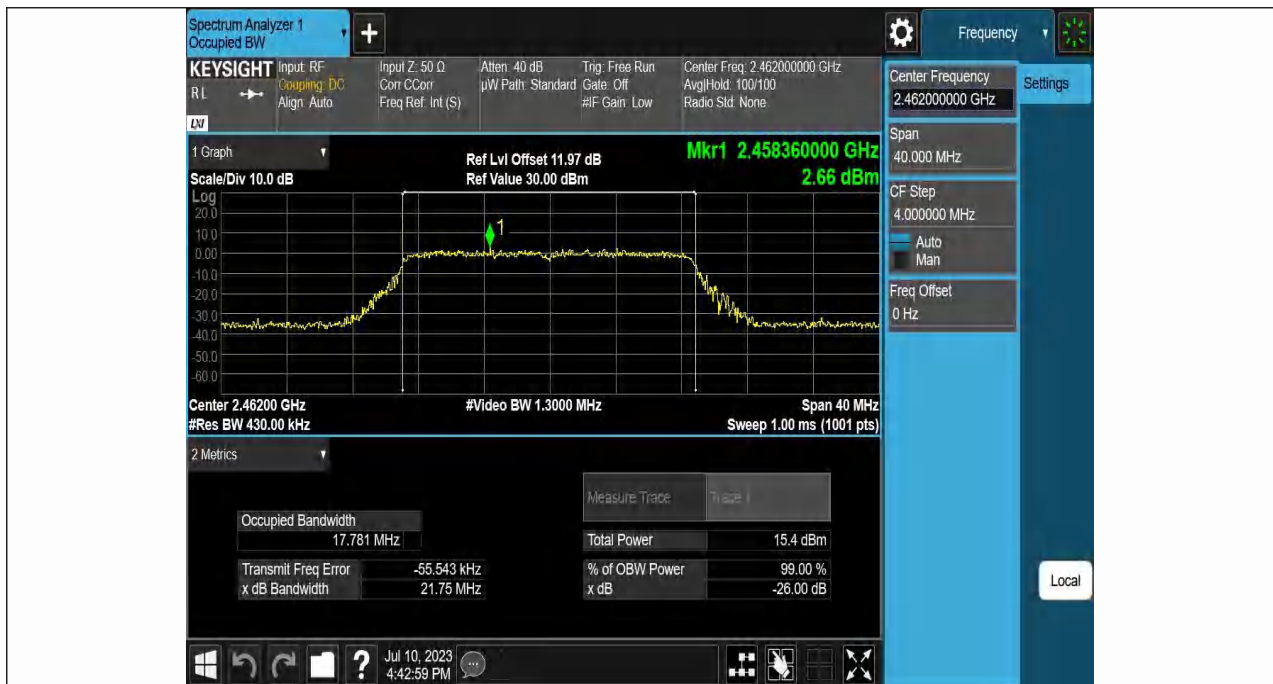 Spectrum Analyzer 1
Occupied BW
+
Frequency
KEYSIGHT
RL
LXI
Input: RF
Coupling: DC
Align: Auto
Input Z: 50 Ω
Corr CCorr
Freq Ref: Int (S)
Atten: 40 dB
µW Path: Standard
Trig: Free Run
Gate: Off
#IF Gain: Low
Center Freq: 2.462000000 GHz
Avg|Hold: 100/100
Radio Std: None
Center Frequency
2.462000000 GHz
Settings
Span
40.000 MHz
CF Step
4.000000 MHz
Auto
Man
Freq Offset
0 Hz
Local
1 Graph
Scale/Div 10.0 dB
Ref Lvl Offset 11.97 dB
Ref Value 30.00 dBm
Mkr1 2.458360000 GHz
2.66 dBm
Log
20.0
10.0
0.00
-10.0
-20.0
-30.0
-40.0
-50.0
-60.0
1
Center 2.46200 GHz
#Video BW 1.3000 MHz
Span 40 MHz
#Res BW 430.00 kHz
Sweep 1.00 ms (1001 pts)
2 Metrics
Measure Trace
Trace 1
Occupied Bandwidth
17.781 MHz
Total Power
15.4 dBm
Transmit Freq Error
-55.543 kHz
% of OBW Power
99.00 %
x dB Bandwidth
21.75 MHz
x dB
-26.00 dB
?
Jul 10, 2023
4:42:59 PM